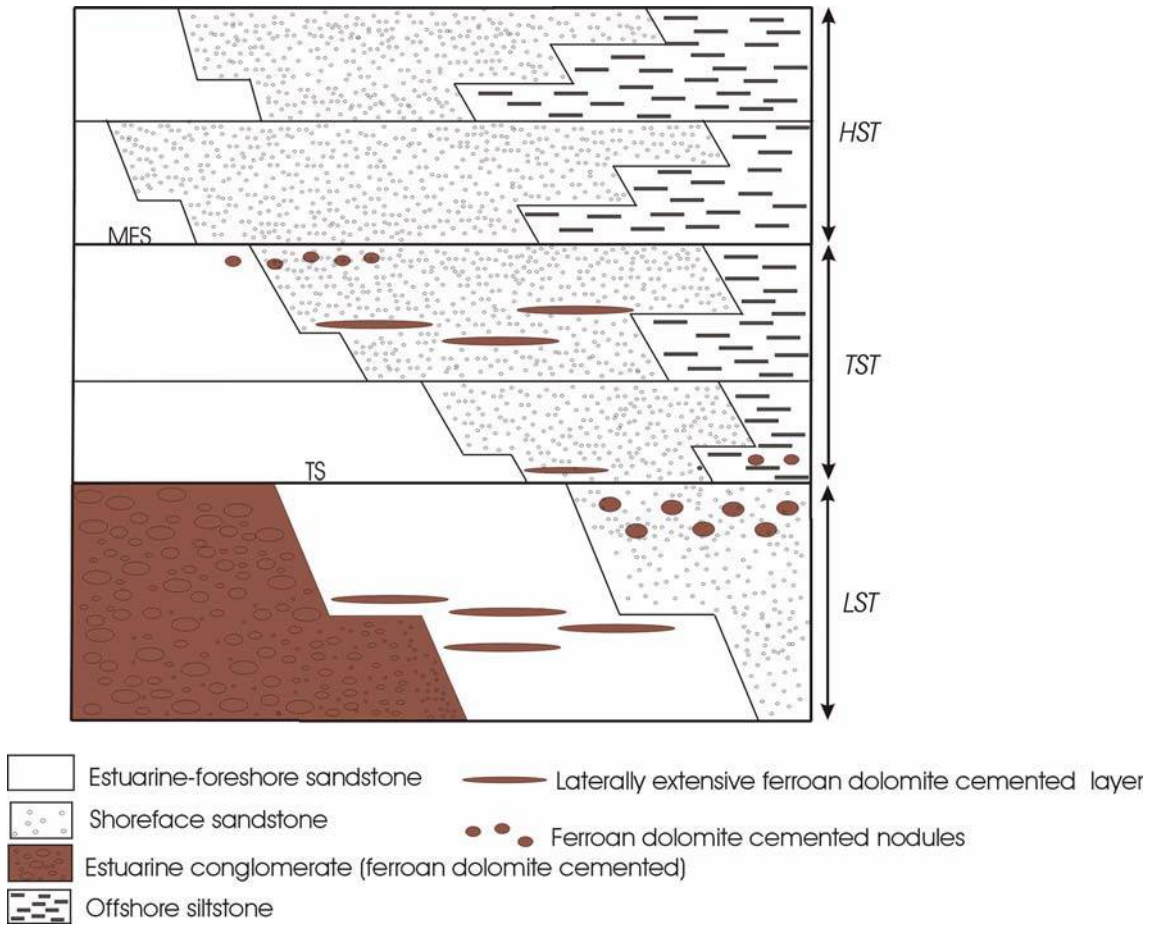 HST
MFS
TST
TS
LST
Estuarine-foreshore sandstone
Laterally extensive ferroan dolomite cemented layer
Shoreface sandstone
Ferroan dolomite cemented nodules
Estuarine conglomerate (ferroan dolomite cemented)
Offshore siltstone